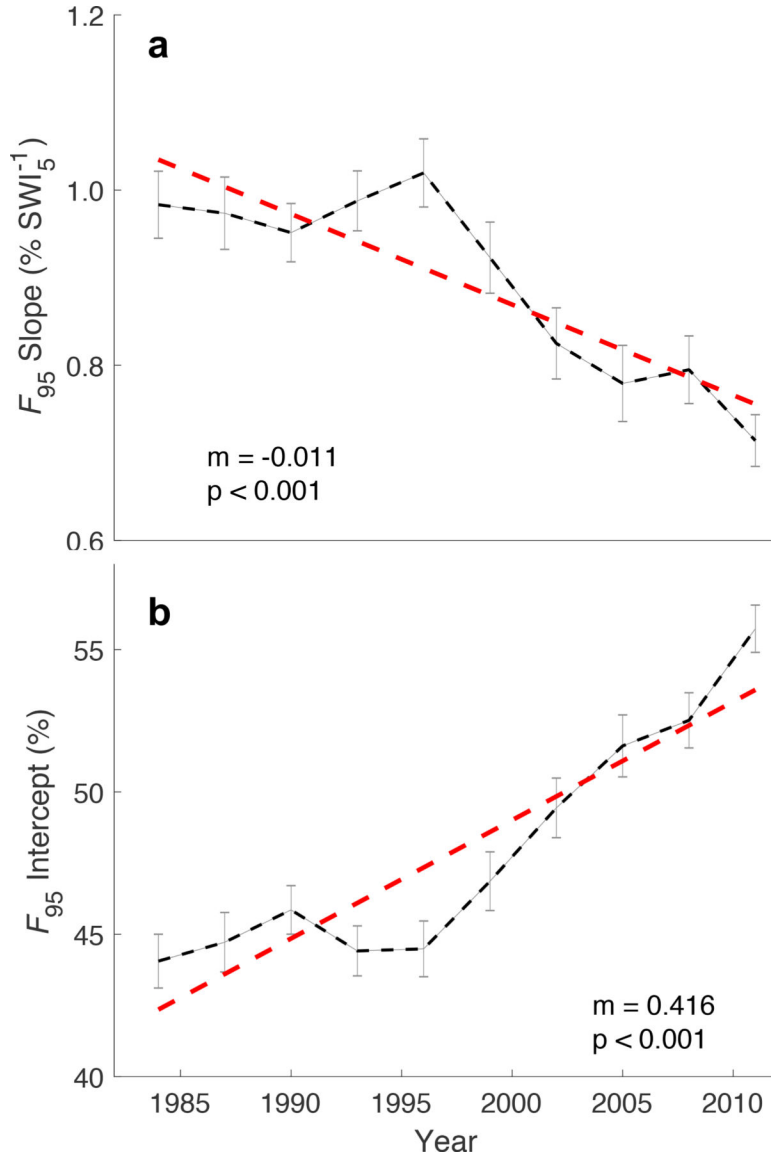 a
1.2
1.0
0.8
0.6
F95 Slope (% SWI5-1)
m = -0.011
p < 0.001
b
55
50
45
40
F95 Intercept (%)
m = 0.416
p < 0.001
1985 1990 1995 2000 2005 2010
Year